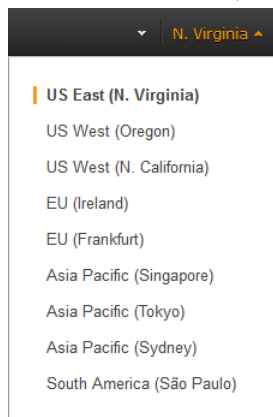 N. Virginia
US East (N. Virginia)
US West (Oregon)
US West (N. California)
EU (Ireland)
EU (Frankfurt)
Asia Pacific (Singapore)
Asia Pacific (Tokyo)
Asia Pacific (Sydney)
South America (São Paulo)